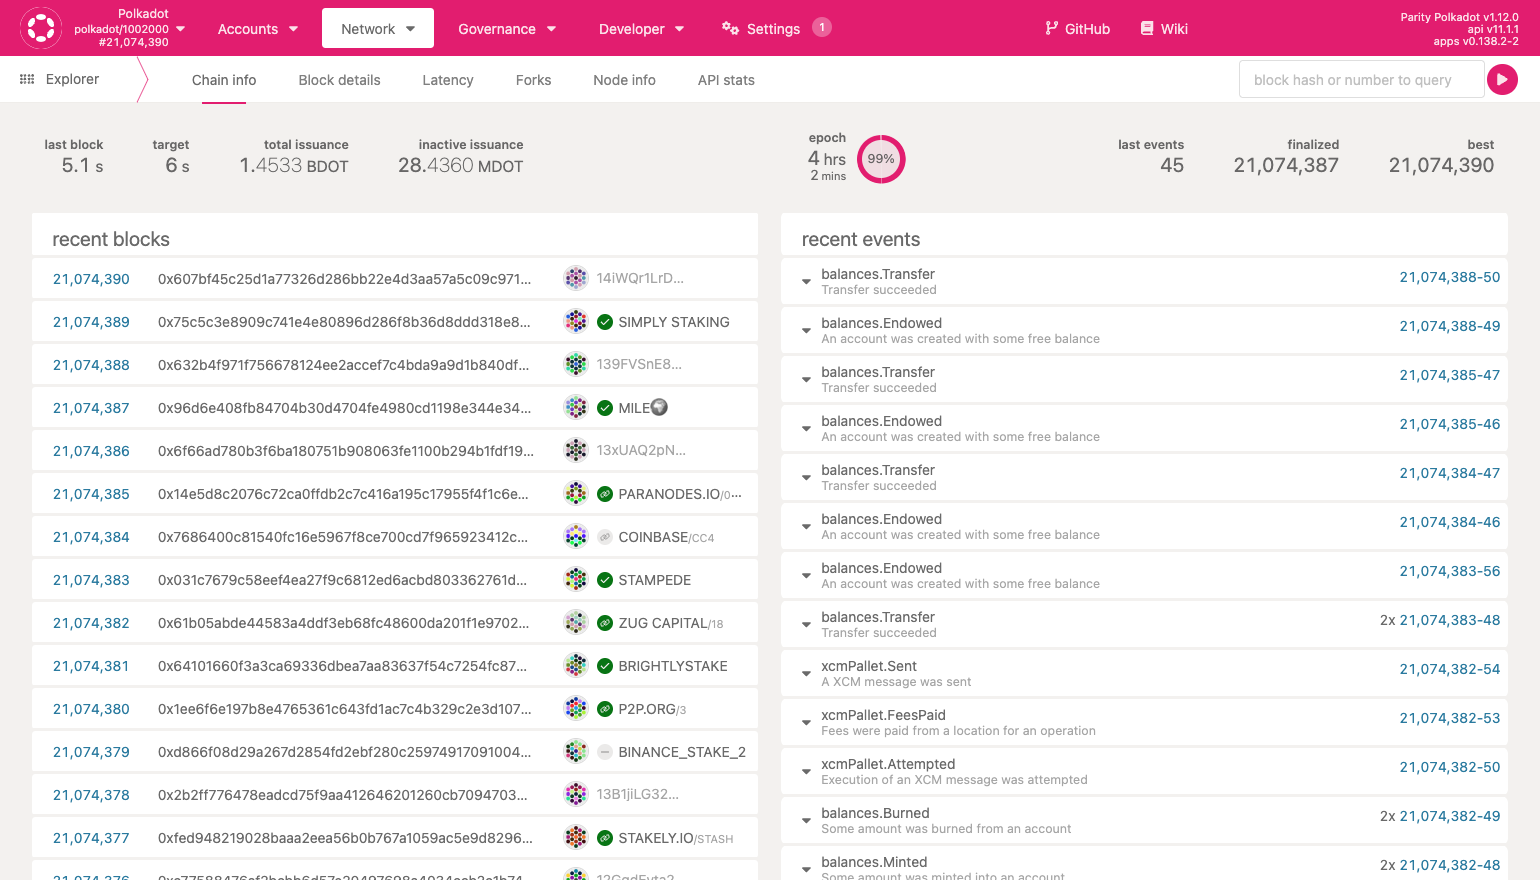 Polkadot
polkadot/1002000
#21,074,390
Accounts
Network
Governance
Developer
Settings 1
GitHub
Wiki
Parity Polkadot v1.12.0
api v11.1.1
apps v0.138.2-2
Explorer
Chain info
Block details
Latency
Forks
Node info
API stats
block hash or number to query
last block
5.1 s
target
6 s
total issuance
1.4533 BDOT
inactive issuance
28.4360 MDOT
epoch
4 hrs
2 mins
99%
last events
45
finalized
21,074,387
best
21,074,390
recent blocks
21,074,390 0x607bf45c25d1a77326d286bb22e4d3aa57a5c09c971... 14iWQr1LrD...
21,074,389 0x75c5c3e8909c741e4e80896d286f8b36d8ddd318e8... SIMPLY STAKING
21,074,388 0x632b4f971f756678124ee2accef7c4bda9a9d1b840df... 139FVSnE8...
21,074,387 0x96d6e408fb84704b30d4704fe4980cd1198e344e34... MILE
21,074,386 0x6f66ad780b3f6ba180751b908063fe1100b294b1fdf19... 13xUAQ2pN...
21,074,385 0x14e5d8c2076c72ca0ffdb2c7c416a195c17955f4f1c6e... PARANODES.IO/0...
21,074,384 0x7686400c81540fc16e5967f8ce700cd7f965923412c... COINBASE/CC4
21,074,383 0x031c7679c58eef4ea27f9c6812ed6acbd803362761d... STAMPEDE
21,074,382 0x61b05abde44583a4ddf3eb68fc48600da201f1e9702... ZUG CAPITAL/18
21,074,381 0x64101660f3a3ca69336dbea7aa83637f54c7254fc87... BRIGHTLYSTAKE
21,074,380 0x1ee6f6e197b8e4765361c643fd1ac7c4b329c2e3d107... P2P.ORG/3
21,074,379 0xd866f08d29a267d2854fd2ebf280c25974917091004... BINANCE_STAKE_2
21,074,378 0x2b2ff776478eadcd75f9aa412646201260cb7094703... 13B1jiLG32...
21,074,377 0xfed948219028baaa2eea56b0b767a1059ac5e9d8296... STAKELY.IO/STASH
21,074,376
recent events
balances.Transfer 21,074,388-50
Transfer succeeded
balances.Endowed 21,074,388-49
An account was created with some free balance
balances.Transfer 21,074,385-47
Transfer succeeded
balances.Endowed 21,074,385-46
An account was created with some free balance
balances.Transfer 21,074,384-47
Transfer succeeded
balances.Endowed 21,074,384-46
An account was created with some free balance
balances.Endowed 21,074,383-56
An account was created with some free balance
balances.Transfer 2x 21,074,383-48
Transfer succeeded
xcmPallet.Sent 21,074,382-54
A XCM message was sent
xcmPallet.FeesPaid 21,074,382-53
Fees were paid from a location for an operation
xcmPallet.Attempted 21,074,382-50
Execution of an XCM message was attempted
balances.Burned 2x 21,074,382-49
Some amount was burned from an account
balances.Minted 2x 21,074,382-48
Some amount was minted into an account